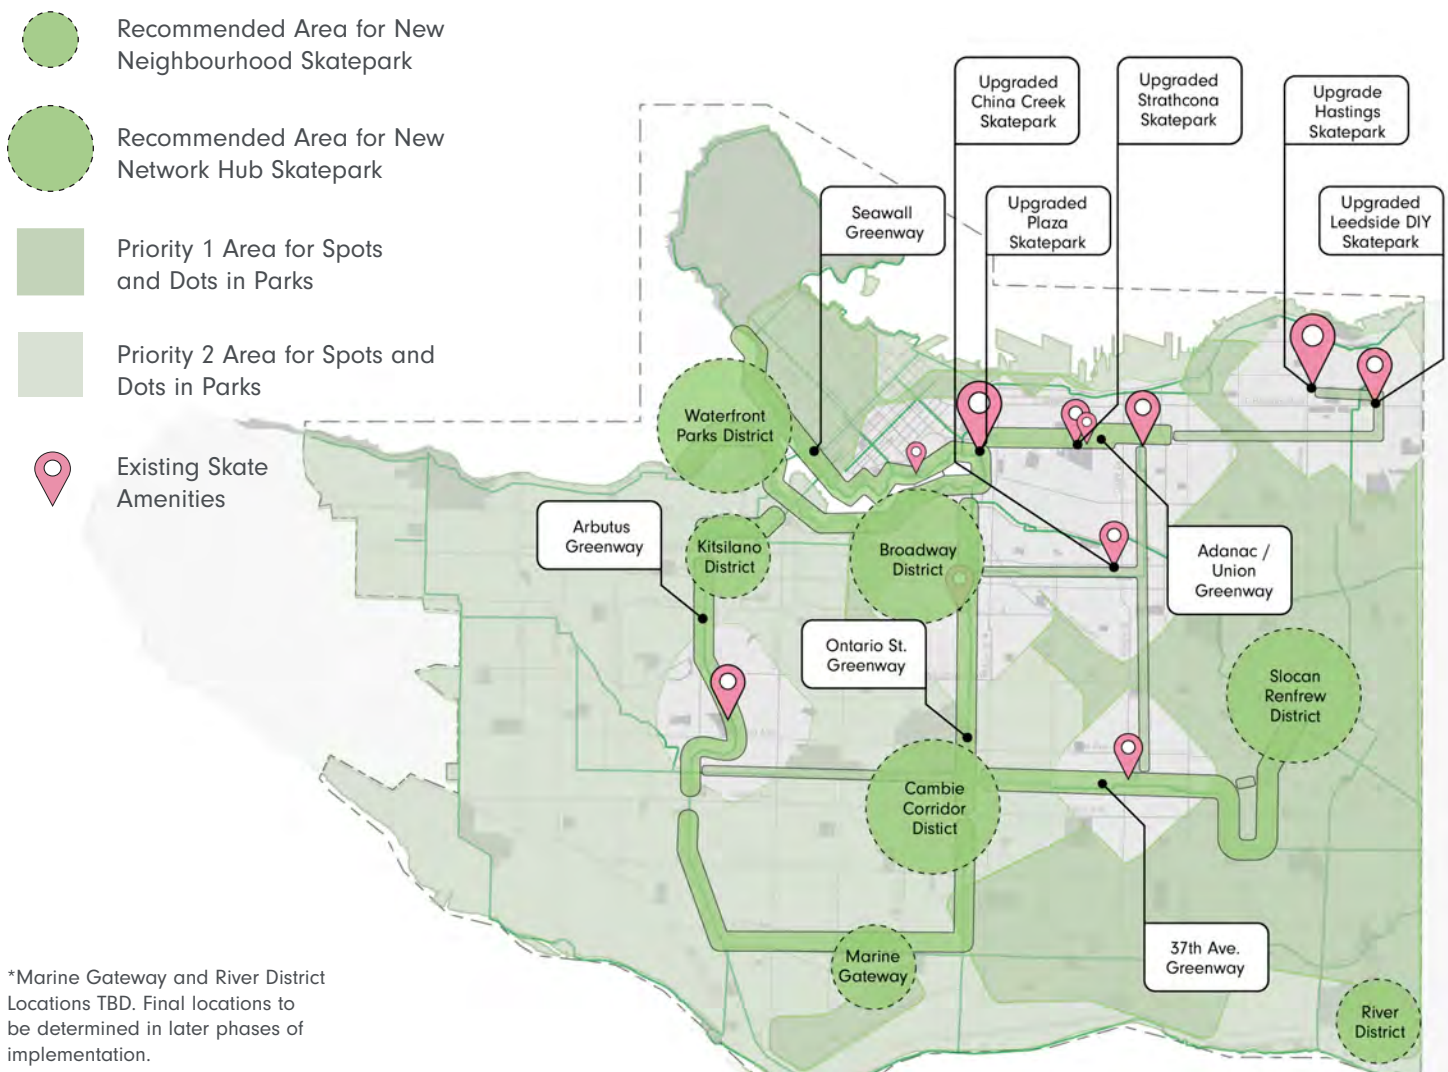 Recommended Area for New
Neighbourhood Skatepark
Recommended Area for New
Network Hub Skatepark
Priority 1 Area for Spots
and Dots in Parks
Priority 2 Area for Spots and
Dots in Parks
Existing Skate
Amenities
Upgraded
China Creek
Skatepark
Upgraded
Strathcona
Skatepark
Upgrade
Hastings
Skatepark
Seawall
Greenway
Upgraded
Plaza
Skatepark
Upgraded
Leedside DIY
Skatepark
Waterfront
Parks District
Arbutus
Greenway
Kitsilano
District
Broadway
District
Adanac /
Union
Greenway
Ontario St.
Greenway
Slocan
Renfrew
District
Cambie
Corridor
Distict
Marine
Gateway
37th Ave.
Greenway
River
District
*Marine Gateway and River District
Locations TBD. Final locations to
be determined in later phases of
implementation.